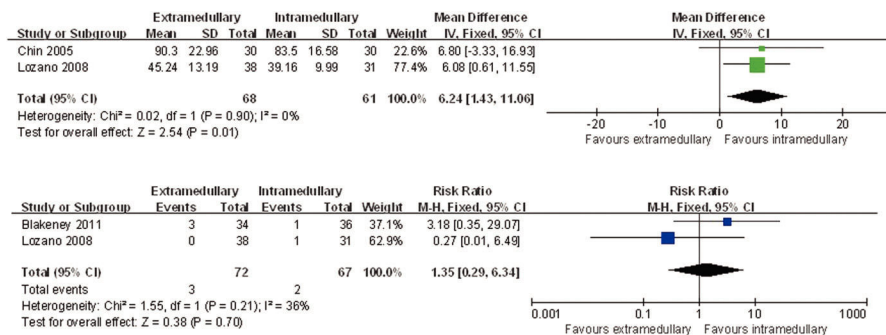 Extramedullary Intramedullary Mean Difference Mean Difference
Study or Subgroup Mean SD Total Mean SD Total Weight IV, Fixed, 95% CI IV, Fixed, 95% CI
Chin 2005 90.3 22.96 30 83.5 16.58 30 22.6% 6.80 [-3.33, 16.93]
Lozano 2008 45.24 13.19 38 39.16 9.99 31 77.4% 6.08 [0.61, 11.55]
Total (95% CI) 68 61 100.0% 6.24 [1.43, 11.06]
Heterogeneity: Chi² = 0.02, df = 1 (P = 0.90); I² = 0%
Test for overall effect: Z = 2.54 (P = 0.01)
-20 -10 0 10 20
Favours extramedullary Favours intramedullary
Extramedullary Intramedullary Risk Ratio Risk Ratio
Study or Subgroup Events Total Events Total Weight M-H, Fixed, 95% CI M-H, Fixed, 95% CI
Blakeney 2011 3 34 1 36 37.1% 3.18 [0.35, 29.07]
Lozano 2008 0 38 1 31 62.9% 0.27 [0.01, 6.49]
Total (95% CI) 72 67 100.0% 1.35 [0.29, 6.34]
Total events 3 2
Heterogeneity: Chi² = 1.55, df = 1 (P = 0.21); I² = 36%
Test for overall effect: Z = 0.38 (P = 0.70)
0.001 0.1 1 10 1000
Favours extramedullary Favours intramedullary